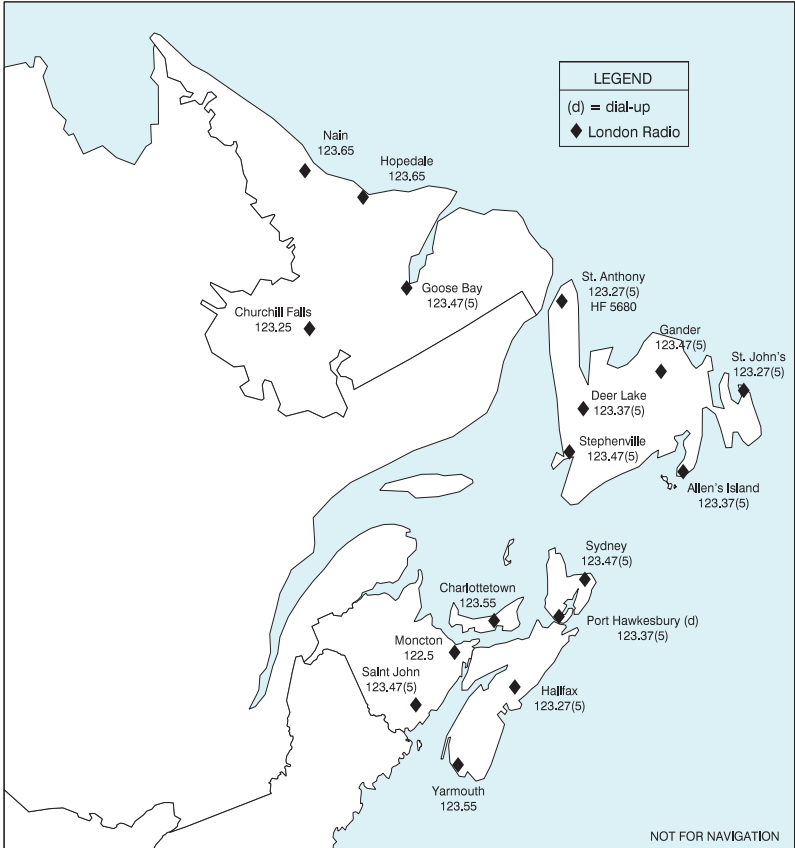 LEGEND
(d) = dial-up
London Radio
Nain
123.65
Hopedale
123.65
Goose Bay
123.47(5)
Churchill Falls
123.25
St. Anthony
123.27(5)
HF 5680
Gander
123.47(5)
St. John's
123.27(5)
Deer Lake
123.37(5)
Stephenville
123.47(5)
Allen's Island
123.37(5)
Sydney
123.47(5)
Charlottetown
123.55
Port Hawkesbury (d)
123.37(5)
Moncton
122.5
Saint John
123.47(5)
Halifax
123.27(5)
Yarmouth
123.55
NOT FOR NAVIGATION